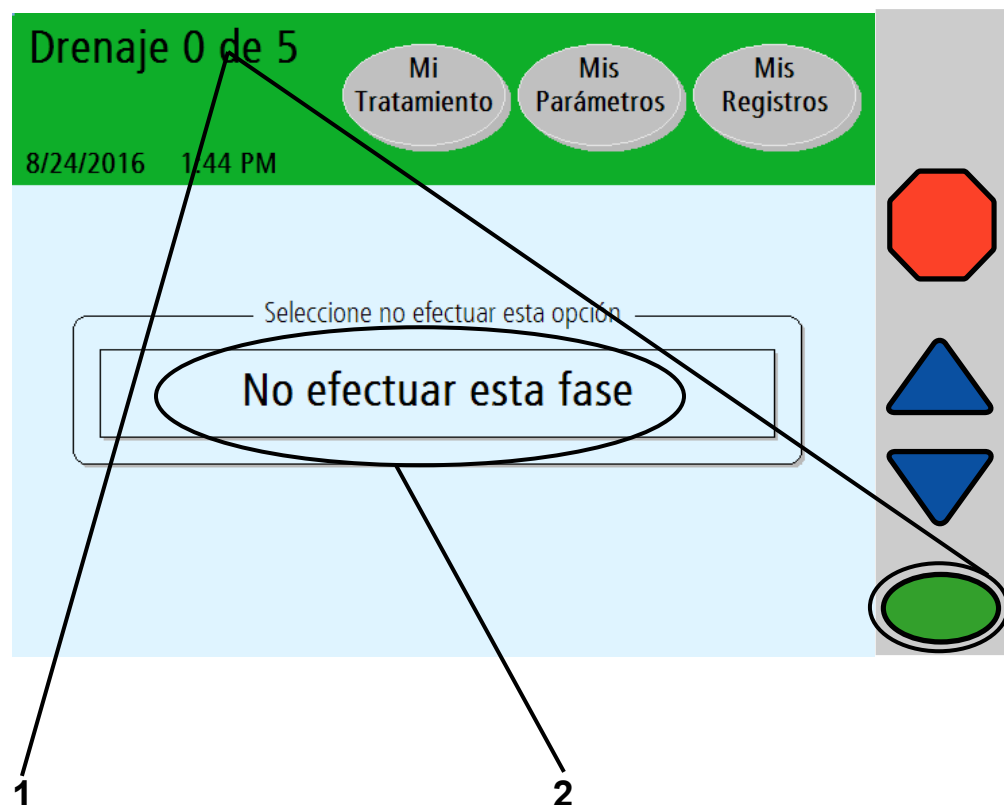 Drenaje 0 de 5
Mi
Tratamiento
Mis
Parámetros
Mis
Registros
8/24/2016 1:44 PM
Seleccione no efectuar esta opción
No efectuar esta fase
1
2